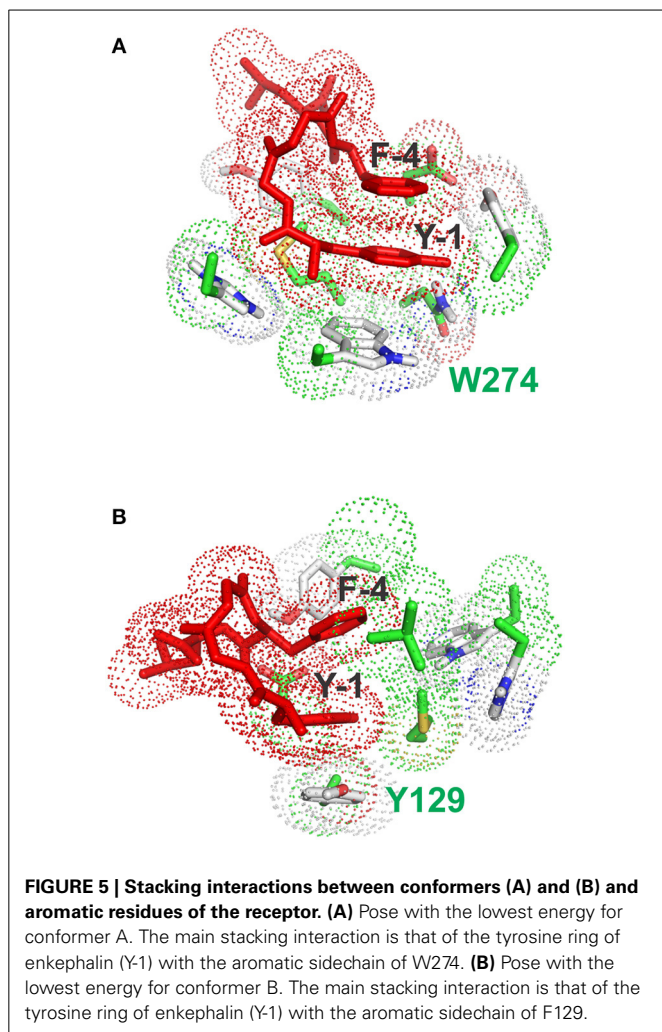 A
F-4
Y-1
W274
B
F-4
Y-1
Y129
FIGURE 5 | Stacking interactions between conformers (A) and (B) and
aromatic residues of the receptor. (A) Pose with the lowest energy for
conformer A. The main stacking interaction is that of the tyrosine ring of
enkephalin (Y-1) with the aromatic sidechain of W274. (B) Pose with the
lowest energy for conformer B. The main stacking interaction is that of the
tyrosine ring of enkephalin (Y-1) with the aromatic sidechain of F129.